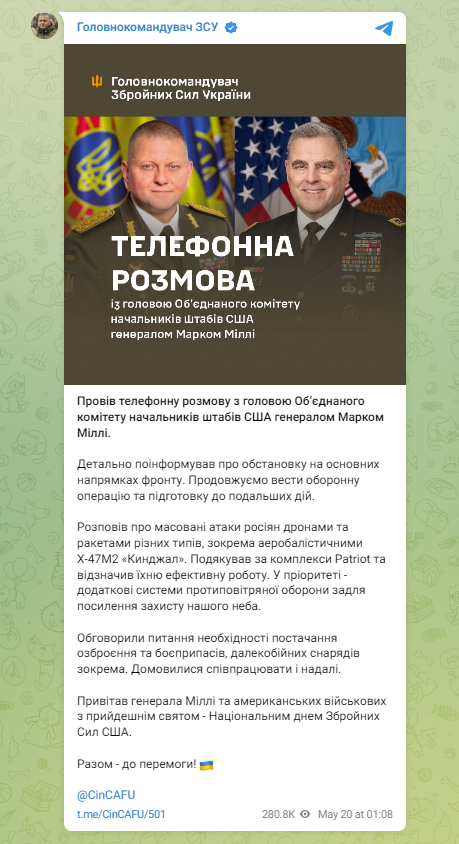 Головнокомандувач ЗСУ
Головнокомандувач
Збройних Сил України
ТЕЛЕФОННА
РОЗМОВА
із головою Об'єднаного комітету
начальників штабів США
генералом Марком Міллі
Провів телефонну розмову з головою Об’єднаного
комітету начальників штабів США генералом Марком
Міллі.
Детально поінформував про обстановку на основних
напрямках фронту. Продовжуємо вести оборонну
операцію та підготовку до подальших дій.
Розповів про масовані атаки росіян дронами та
ракетами різних типів, зокрема аеробалістичними
Х-47М2 «Кинджал». Подякував за комплекси Patriot та
відзначив їхню ефективну роботу. У пріоритеті -
додаткові системи протиповітряної оборони задля
посилення захисту нашого неба.
Обговорили питання необхідності постачання
озброєння та боєприпасів, далекобійних снарядів
зокрема. Домовилися співпрацювати і надалі.
Привітав генерала Міллі та американських військових
з прийдешнім святом - Національним днем Збройних
Сил США.
Разом - до перемоги! 🇺🇦
@CinCAFU
t.me/CinCAFU/501
280.8K May 20 at 01:08